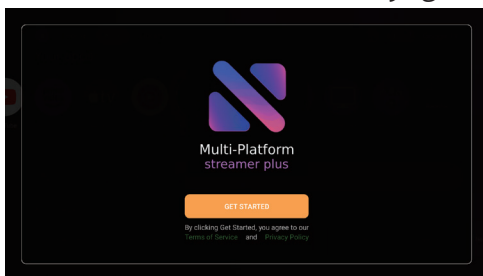 Multi-Platform
streamer plus
GET STARTED
By clicking Get Started, you agree to our
Terms of Service and Privacy Policy